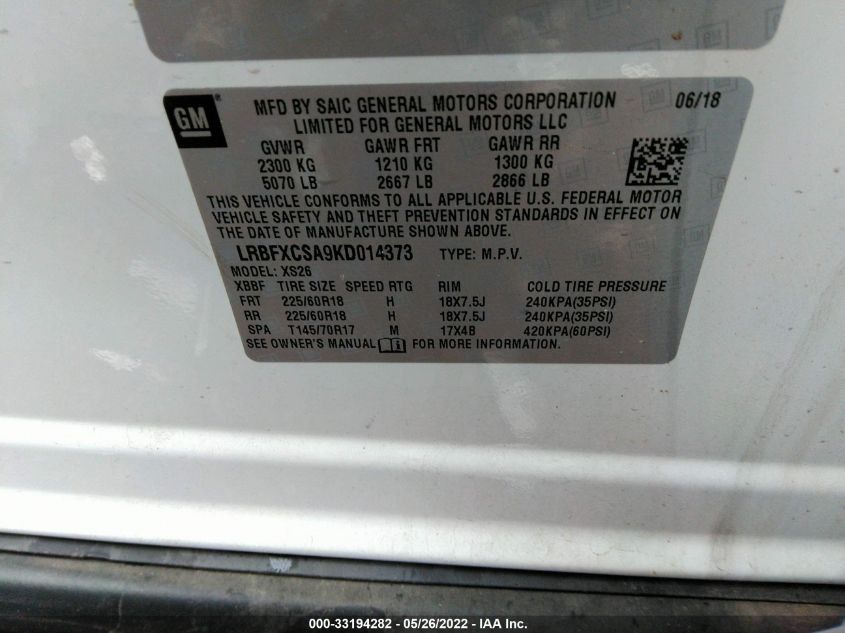 GM
GM ® MFD BY SAIC GENERAL MOTORS CORPORATION 06/18
LIMITED FOR GENERAL MOTORS LLC
GVWR GAWR FRT GAWR RR
2300 KG 1210 KG 1300 KG
5070 LB 2667 LB 2866 LB
THIS VEHICLE CONFORMS TO ALL APPLICABLE U.S. FEDERAL MOTOR
VEHICLE SAFETY AND THEFT PREVENTION STANDARDS IN EFFECT ON
THE DATE OF MANUFACTURE SHOWN ABOVE.
LRBFXCSA9KD014373 TYPE: M.P.V.
MODEL: XS26
XBBF TIRE SIZE SPEED RTG RIM COLD TIRE PRESSURE
FRT 225/60R18 H 18X7.5J 240KPA(35PSI)
RR 225/60R18 H 18X7.5J 240KPA(35PSI)
SPA T145/70R17 M 17X4B 420KPA(60PSI)
SEE OWNER'S MANUAL FOR MORE INFORMATION.
000-33194282 - 05/26/2022 - IAA Inc.